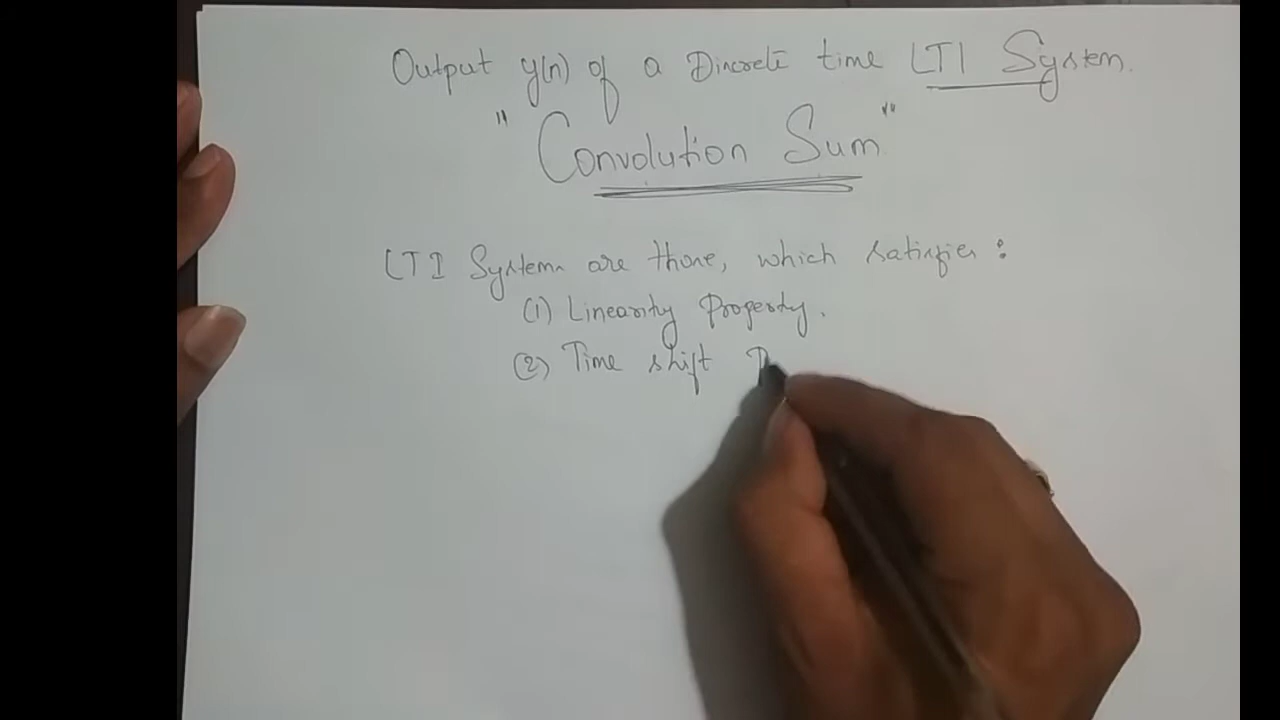 Output y(n) of a Discrete time LTI System.
"Convolution Sum"
LTI System are those, which satisfies :
(1) Linearity Property.
(2) Time shift P